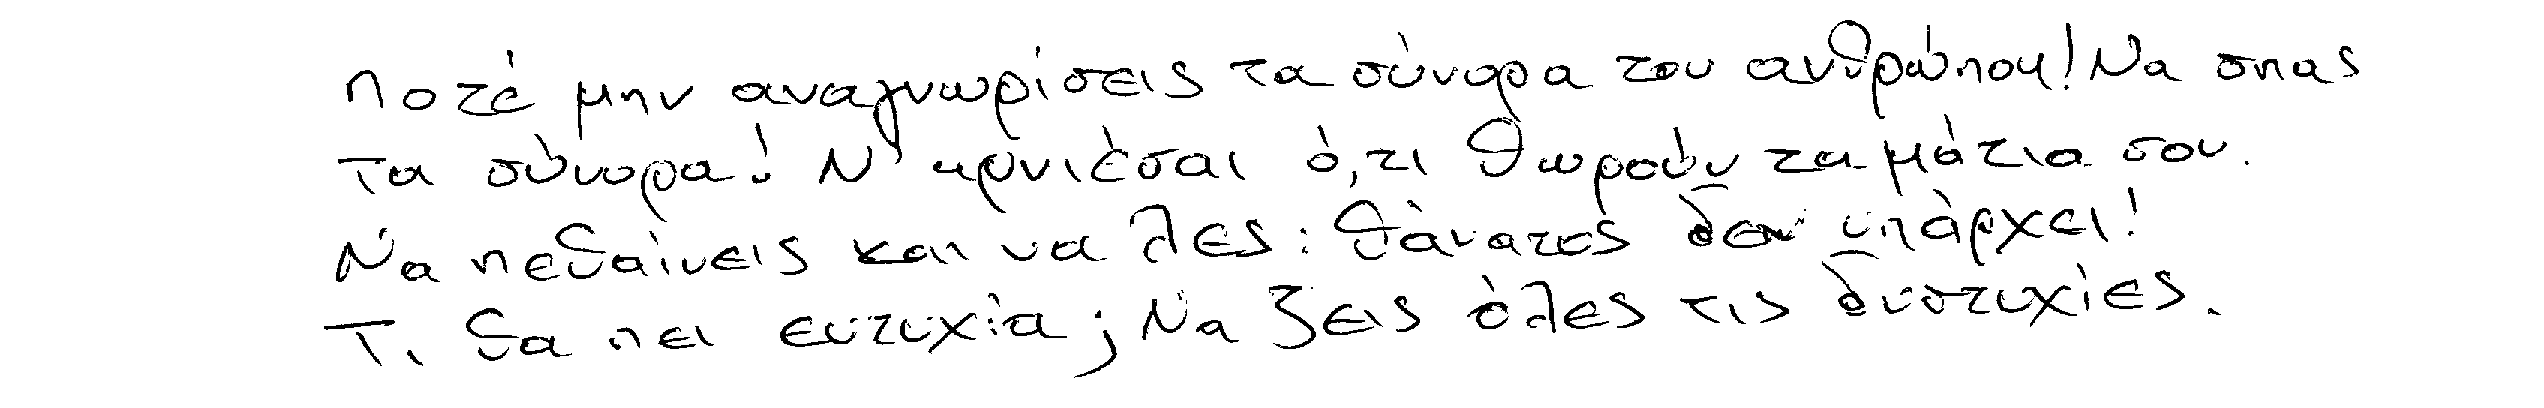 Ποτέ μην αναγνωρίσεις τα σύνορα του ανθρώπου! Να σπας
τα σύνορα! Ν' αρνιέσαι ό,τι θωρούν τα μάτια σου.
Να πεθαίνεις και να λες: θάνατος δεν υπάρχει!
Τι θα πει ευτυχία; Να ζεις όλες τις δυστυχίες.